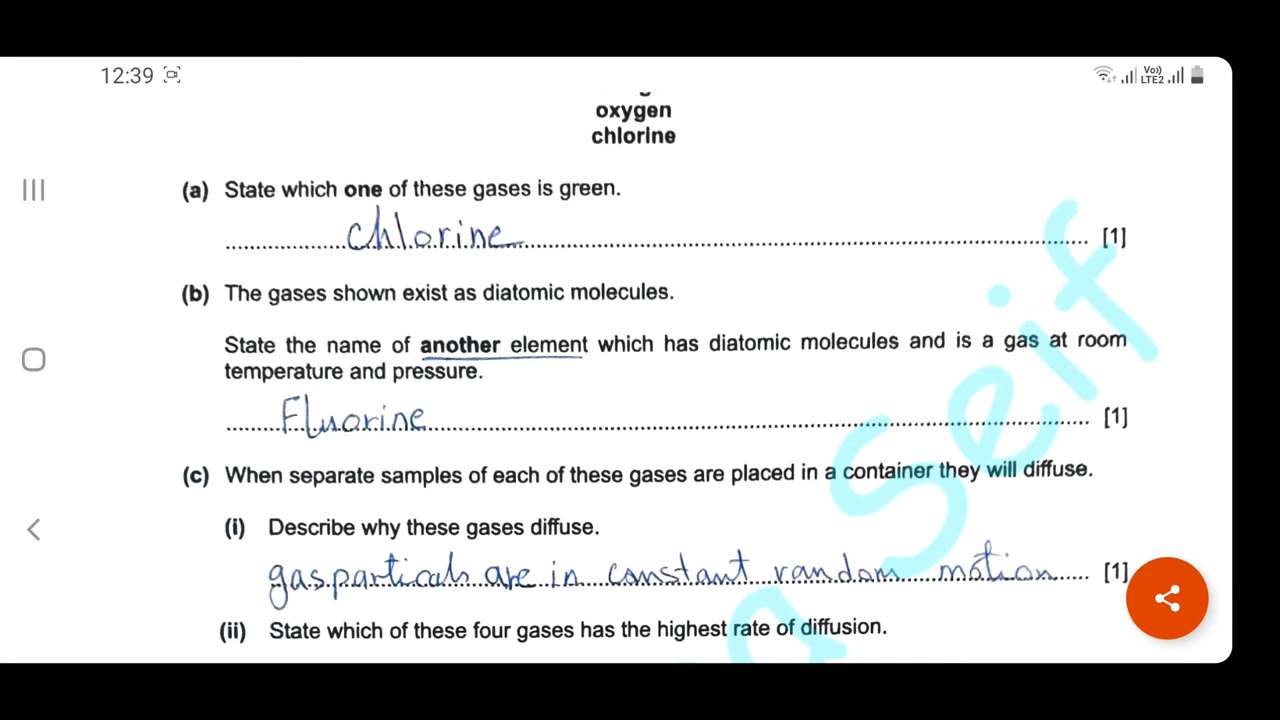 12:39
Vo)) LTE2
oxygen
chlorine
(a) State which one of these gases is green.
chlorine [1]
(b) The gases shown exist as diatomic molecules.
State the name of another element which has diatomic molecules and is a gas at room
temperature and pressure.
Fluorine [1]
(c) When separate samples of each of these gases are placed in a container they will diffuse.
(i) Describe why these gases diffuse.
gas particals are in constant random motion [1]
(ii) State which of these four gases has the highest rate of diffusion.
a Seif